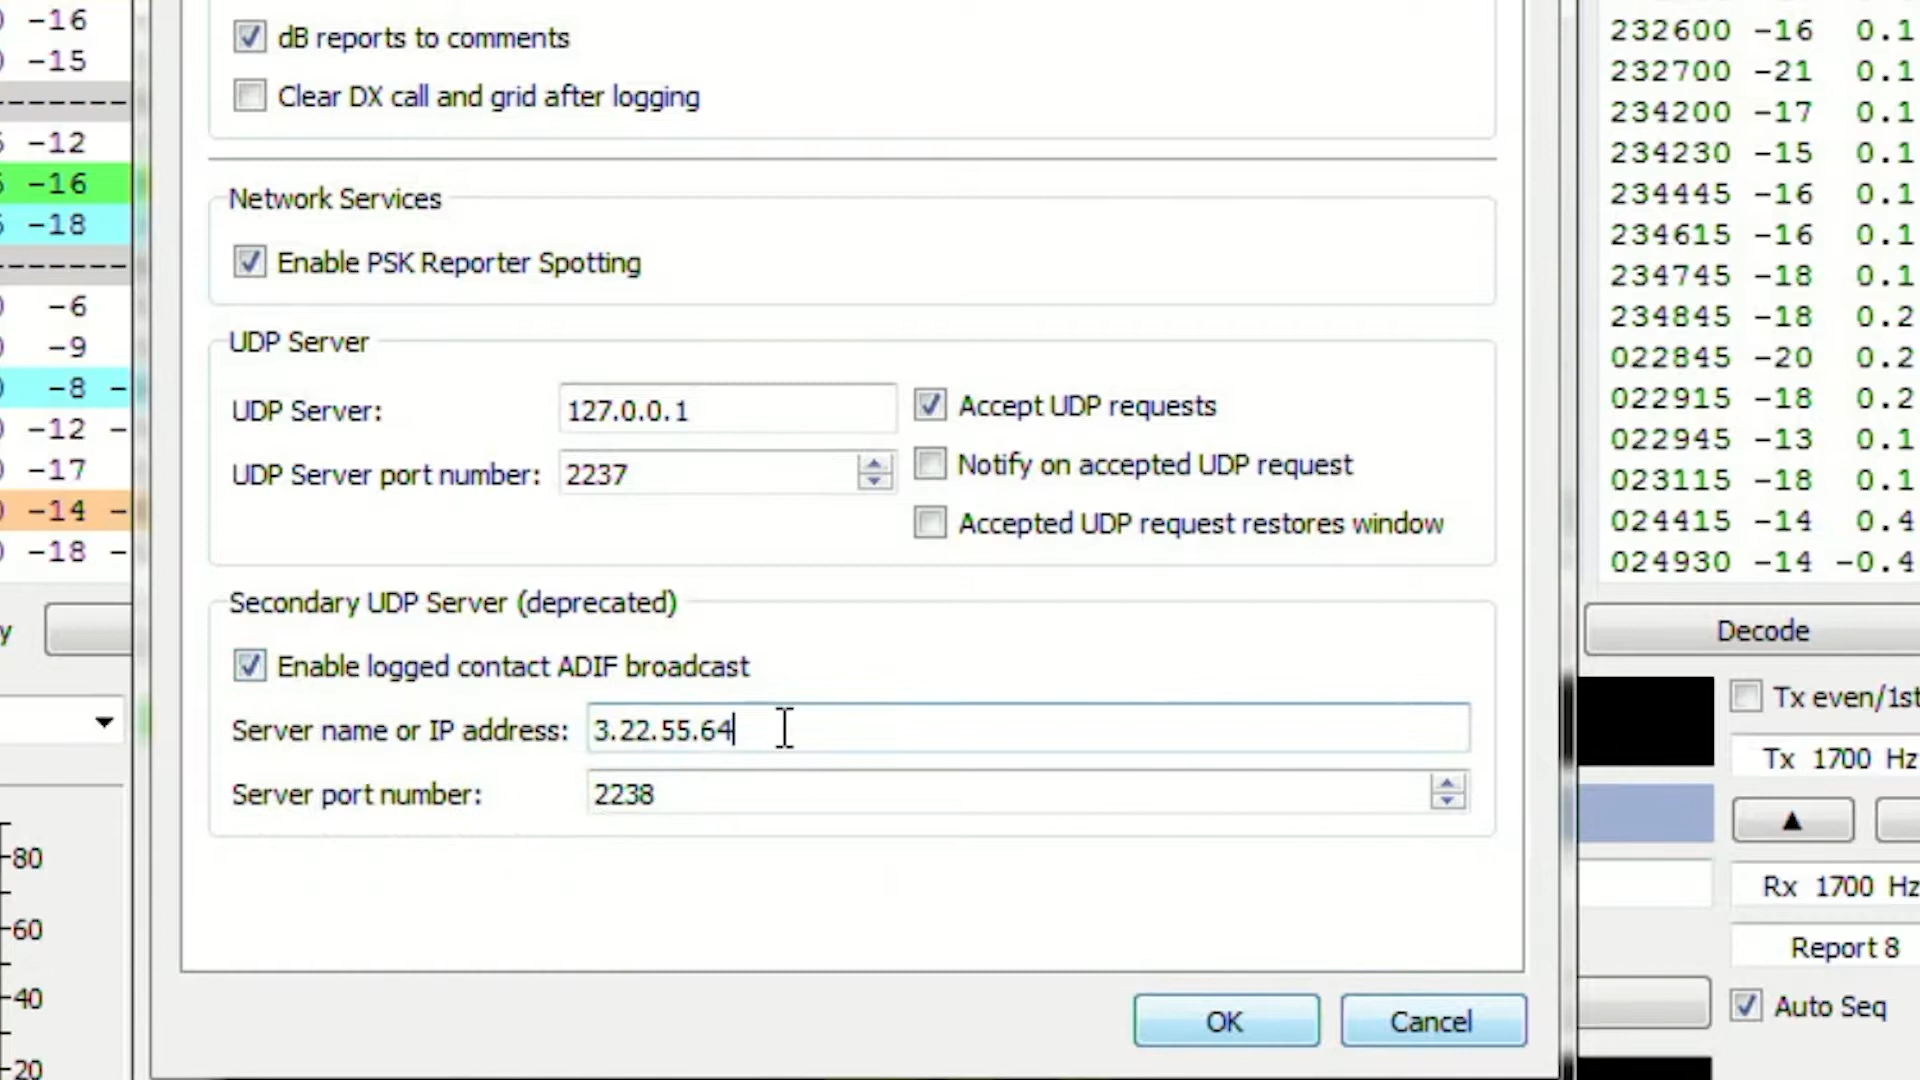 -16
-15
-12
-16
-18
-6
-9
-8 -
-12 -
-17
-14 -
-18 -
y
80
60
40
20
dB reports to comments
Clear DX call and grid after logging
Network Services
Enable PSK Reporter Spotting
UDP Server
UDP Server: 127.0.0.1
Accept UDP requests
UDP Server port number: 2237
Notify on accepted UDP request
Accepted UDP request restores window
Secondary UDP Server (deprecated)
Enable logged contact ADIF broadcast
Server name or IP address: 3.22.55.64
Server port number: 2238
OK Cancel
232600 -16 0.1
232700 -21 0.1
234200 -17 0.1
234230 -15 0.1
234445 -16 0.1
234615 -16 0.1
234745 -18 0.1
234845 -18 0.2
022845 -20 0.2
022915 -18 0.2
022945 -13 0.1
023115 -18 0.1
024415 -14 0.4
024930 -14 -0.4
Decode
Tx even/1st
Tx 1700 Hz
Rx 1700 Hz
Report 8
Auto Seq